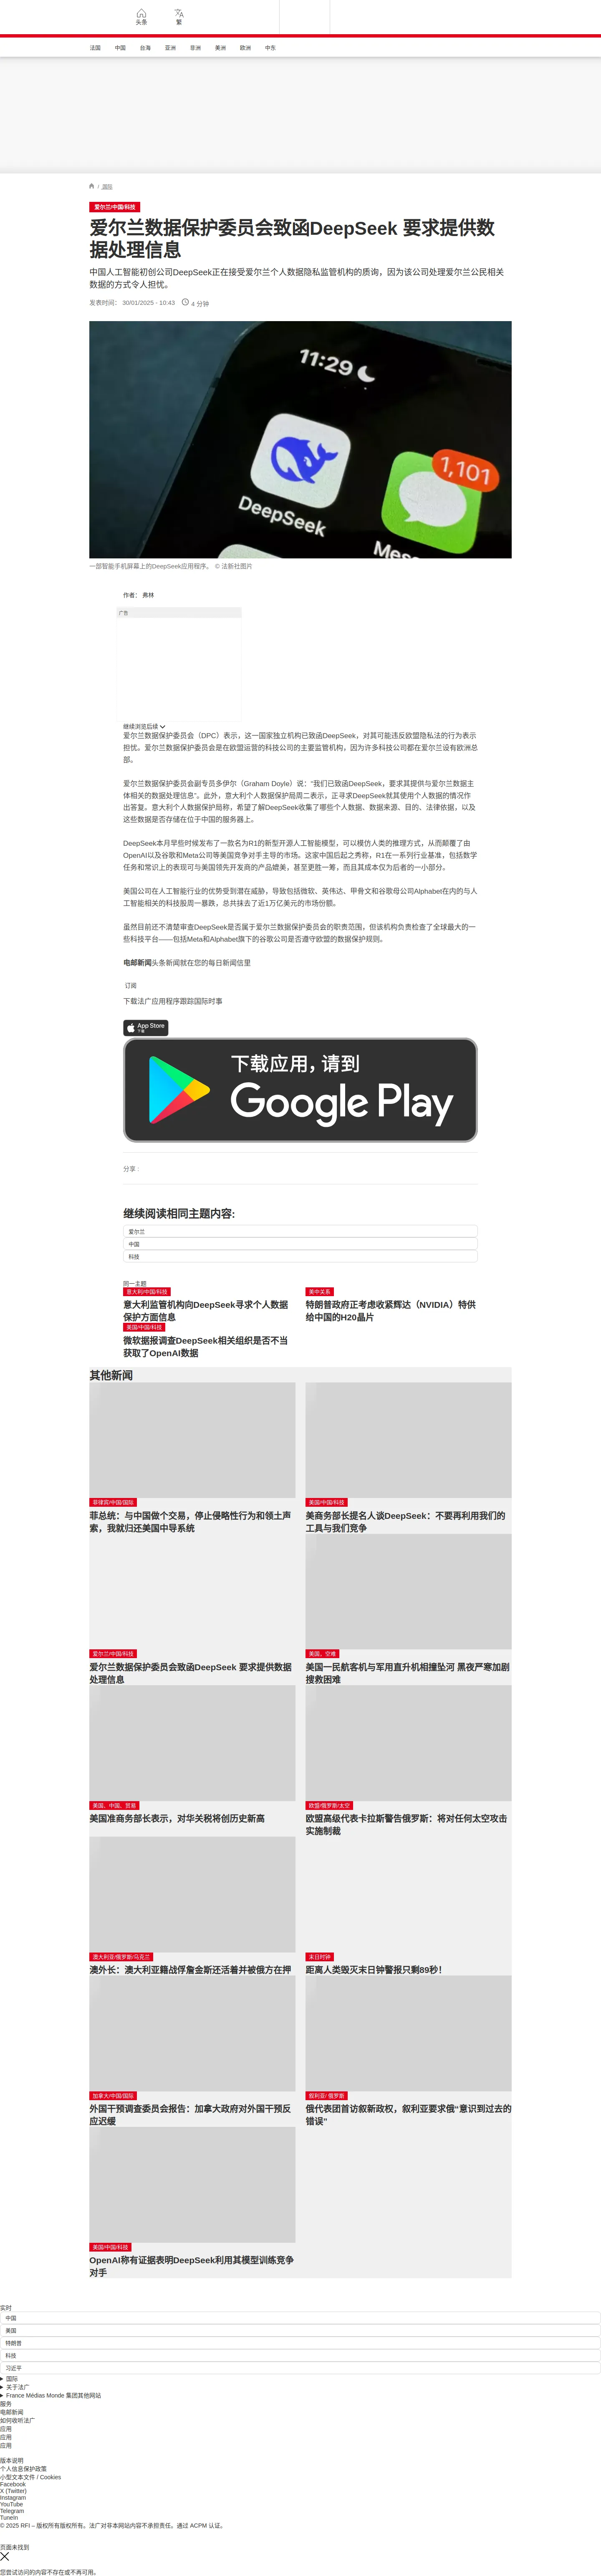 头条
繁
法国 中国 台海 亚洲 非洲 美洲 欧洲 中东
/ 国际
爱尔兰/中国/科技
爱尔兰数据保护委员会致函DeepSeek 要求提供数
据处理信息
中国人工智能初创公司DeepSeek正在接受爱尔兰个人数据隐私监管机构的质询，因为该公司处理爱尔兰公民相关
数据的方式令人担忧。
发表时间： 30/01/2025 - 10:43 4 分钟
11:29
DeepSeek
1,101
Mes
一部智能手机屏幕上的DeepSeek应用程序。 © 法新社图片
作者： 弗林
广告
继续浏览后续
爱尔兰数据保护委员会（DPC）表示，这一国家独立机构已致函DeepSeek，对其可能违反欧盟隐私法的行为表示
担忧。爱尔兰数据保护委员会是在欧盟运营的科技公司的主要监管机构，因为许多科技公司都在爱尔兰设有欧洲总
部。
爱尔兰数据保护委员会副专员多伊尔（Graham Doyle）说："我们已致函DeepSeek，要求其提供与爱尔兰数据主
体相关的数据处理信息"。此外，意大利个人数据保护局周二表示，正寻求DeepSeek就其使用个人数据的情况作
出答复。意大利个人数据保护局称，希望了解DeepSeek收集了哪些个人数据、数据来源、目的、法律依据，以及
这些数据是否存储在位于中国的服务器上。
DeepSeek本月早些时候发布了一款名为R1的新型开源人工智能模型，可以模仿人类的推理方式，从而颠覆了由
OpenAI以及谷歌和Meta公司等美国竞争对手主导的市场。这家中国后起之秀称，R1在一系列行业基准，包括数学
任务和常识上的表现可与美国领先开发商的产品媲美，甚至更胜一筹，而且其成本仅为后者的一小部分。
美国公司在人工智能行业的优势受到潜在威胁，导致包括微软、英伟达、甲骨文和谷歌母公司Alphabet在内的与人
工智能相关的科技股周一暴跌，总共抹去了近1万亿美元的市场份额。
虽然目前还不清楚审查DeepSeek是否属于爱尔兰数据保护委员会的职责范围，但该机构负责检查了全球最大的一
些科技平台——包括Meta和Alphabet旗下的谷歌公司是否遵守欧盟的数据保护规则。
电邮新闻头条新闻就在您的每日新闻信里
订阅
下载法广应用程序跟踪国际时事
App Store
下载
下载应用，请到
Google Play
分享 :
继续阅读相同主题内容:
爱尔兰
中国
科技
同一主题
意大利/中国/科技
意大利监管机构向DeepSeek寻求个人数据
保护方面信息
美中关系
特朗普政府正考虑收紧辉达（NVIDIA）特供
给中国的H20晶片
美国/中国/科技
微软据报调查DeepSeek相关组织是否不当
获取了OpenAI数据
其他新闻
菲律宾/中国/国际
菲总统：与中国做个交易，停止侵略性行为和领土声
索，我就归还美国中导系统
美国/中国/科技
美商务部长提名人谈DeepSeek：不要再利用我们的
工具与我们竞争
爱尔兰/中国/科技
爱尔兰数据保护委员会致函DeepSeek 要求提供数据
处理信息
美国、空难
美国一民航客机与军用直升机相撞坠河 黑夜严寒加剧
搜救困难
美国、中国、贸易
美国准商务部长表示，对华关税将创历史新高
欧盟/俄罗斯/太空
欧盟高级代表卡拉斯警告俄罗斯：将对任何太空攻击
实施制裁
澳大利亚/俄罗斯/乌克兰
澳外长：澳大利亚籍战俘詹金斯还活着并被俄方在押
末日时钟
距离人类毁灭末日钟警报只剩89秒！
加拿大/中国/国际
外国干预调查委员会报告：加拿大政府对外国干预反
应迟缓
叙利亚/ 俄罗斯
俄代表团首访叙新政权，叙利亚要求俄"意识到过去的
错误"
美国/中国/科技
OpenAI称有证据表明DeepSeek利用其模型训练竞争
对手
实时
中国
美国
特朗普
科技
习近平
国际
关于法广
France Médias Monde 集团其他网站
服务
电邮新闻
如何收听法广
应用
应用
应用
版本说明
个人信息保护政策
小型文本文件 / Cookies
Facebook
X (Twitter)
Instagram
YouTube
Telegram
Tunein
© 2025 RFI – 版权所有版权所有。法广对非本网站内容不承担责任。通过 ACPM 认证。
页面未找到
您尝试访问的内容不存在或不再可用。